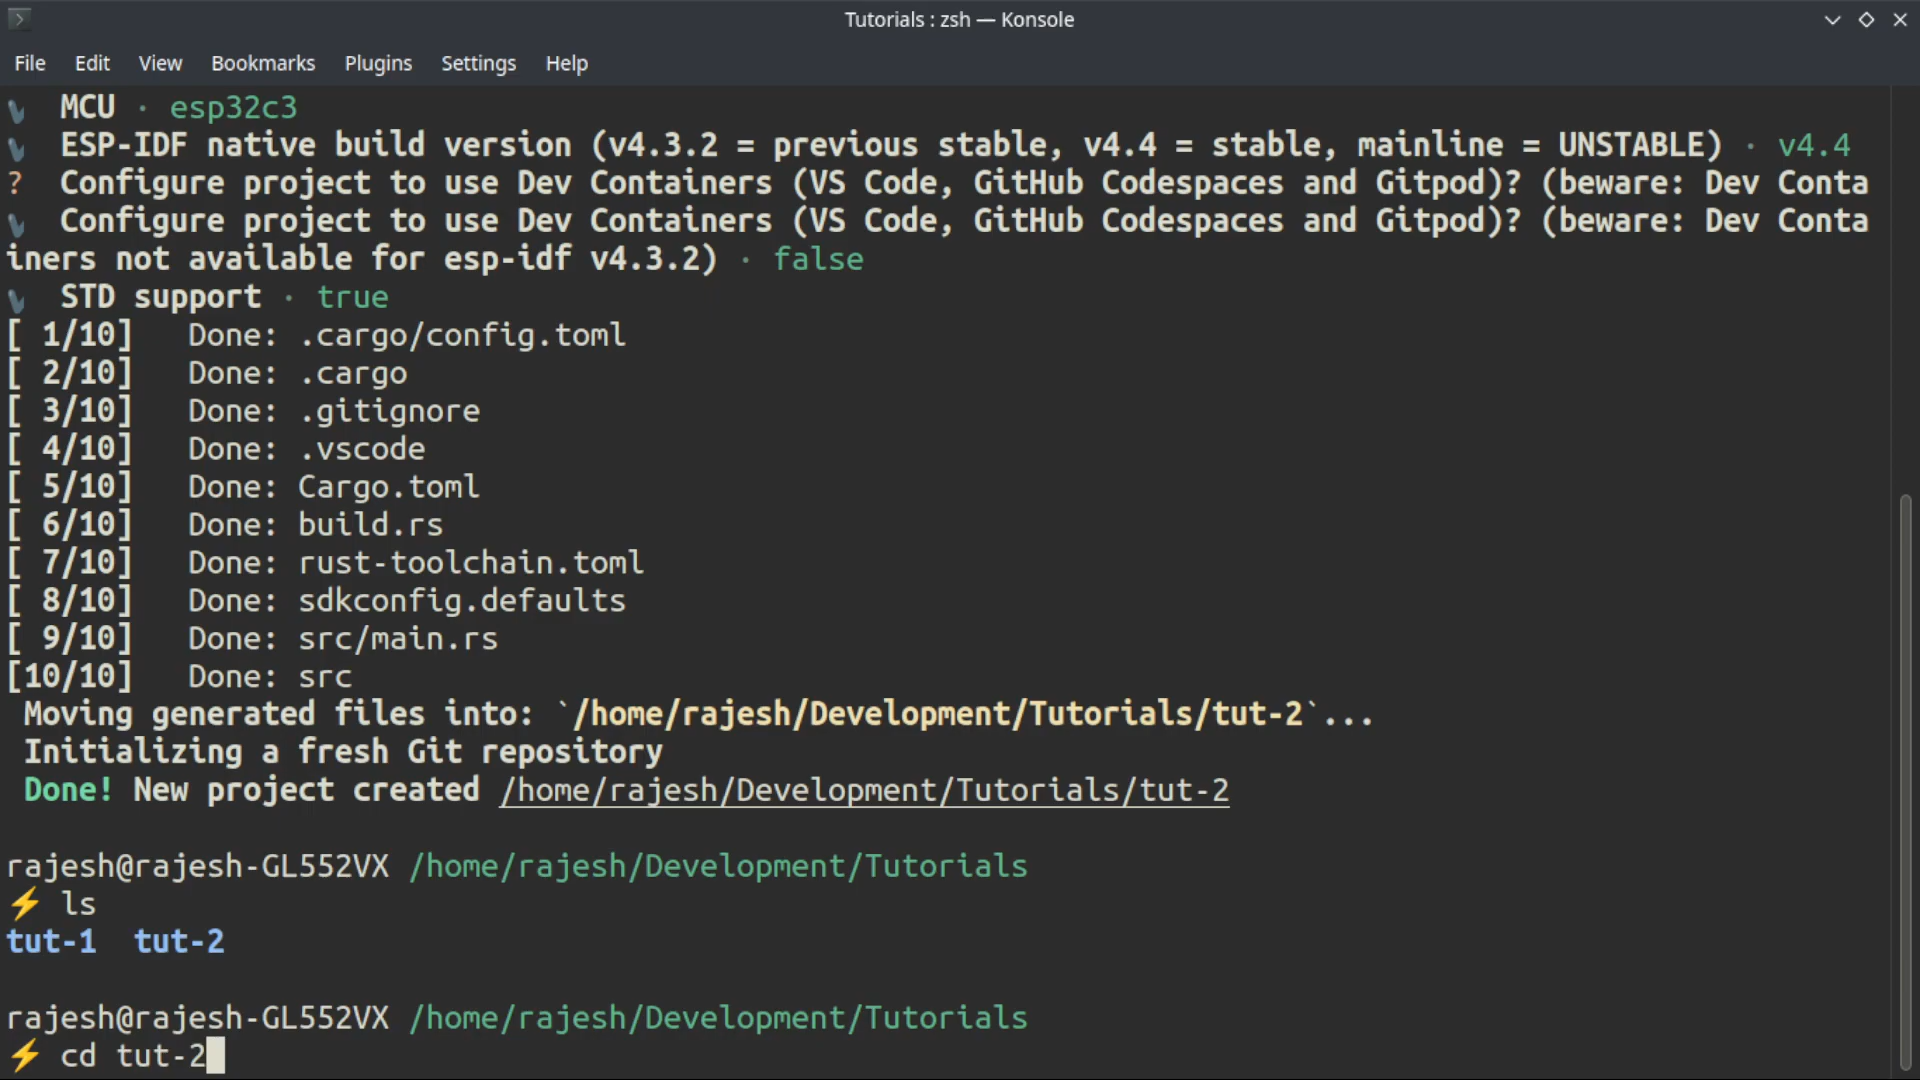 Tutorials : zsh — Konsole
File Edit View Bookmarks Plugins Settings Help
MCU · esp32c3
ESP-IDF native build version (v4.3.2 = previous stable, v4.4 = stable, mainline = UNSTABLE) · v4.4
? Configure project to use Dev Containers (VS Code, GitHub Codespaces and Gitpod)? (beware: Dev Conta
Configure project to use Dev Containers (VS Code, GitHub Codespaces and Gitpod)? (beware: Dev Conta
iners not available for esp-idf v4.3.2) · false
STD support · true
[ 1/10] Done: .cargo/config.toml
[ 2/10] Done: .cargo
[ 3/10] Done: .gitignore
[ 4/10] Done: .vscode
[ 5/10] Done: Cargo.toml
[ 6/10] Done: build.rs
[ 7/10] Done: rust-toolchain.toml
[ 8/10] Done: sdkconfig.defaults
[ 9/10] Done: src/main.rs
[10/10] Done: src
Moving generated files into: `/home/rajesh/Development/Tutorials/tut-2`...
Initializing a fresh Git repository
Done! New project created /home/rajesh/Development/Tutorials/tut-2
rajesh@rajesh-GL552VX /home/rajesh/Development/Tutorials
⚡ ls
tut-1 tut-2
rajesh@rajesh-GL552VX /home/rajesh/Development/Tutorials
⚡ cd tut-2